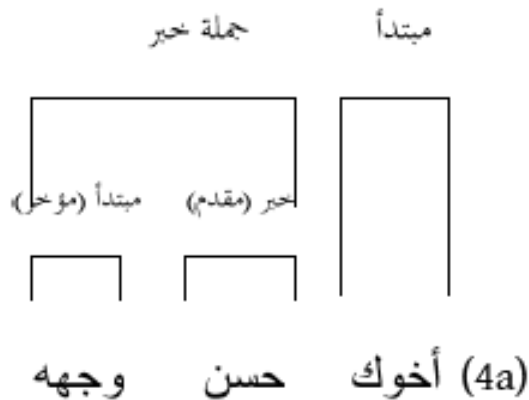 مبتدأ جملة خبر
خبر (مقدم) مبتدأ (مؤخر)
(4a) أخوك حسن وجهه